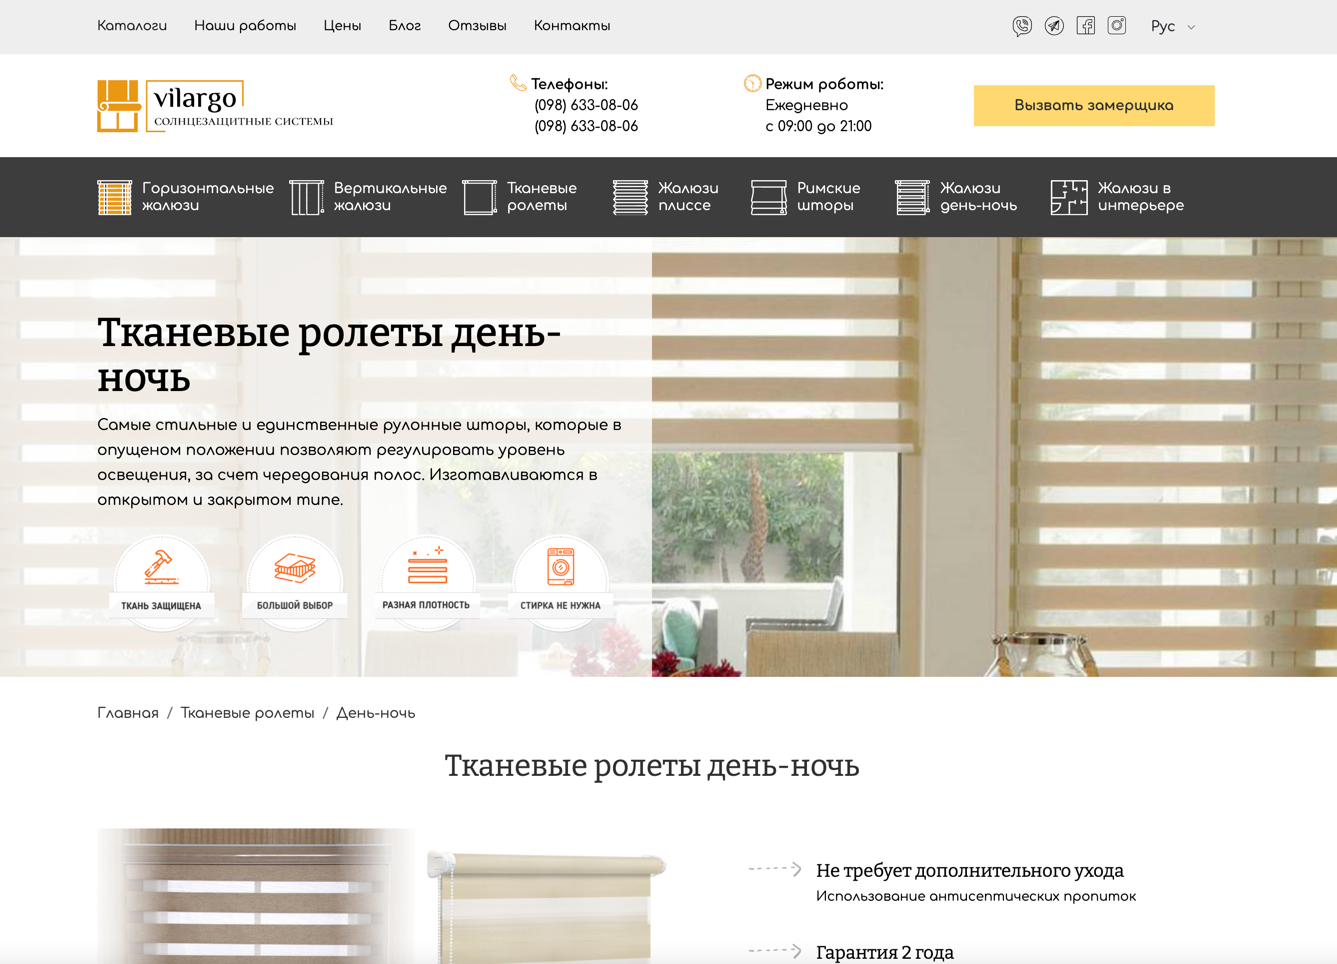 Каталоги Наши работы Цены Блог Отзывы Контакты Рус
vilargo
СОЛНЦЕЗАЩИТНЫЕ СИСТЕМЫ
Телефоны:
(098) 633-08-06
(098) 633-08-06
Режим роботы:
Ежедневно
с 09:00 до 21:00
Вызвать замерщика
Горизонтальные
жалюзи
Вертикальные
жалюзи
Тканевые
ролеты
Жалюзи
плиссе
Римские
шторы
Жалюзи
день-ночь
Жалюзи в
интерьере
Тканевые ролеты день-
ночь
Самые стильные и единственные рулонные шторы, которые в
опущеном положении позволяют регулировать уровень
освещения, за счет чередования полос. Изготавливаются в
открытом и закрытом типе.
ТКАНЬ ЗАЩИЩЕНА
БОЛЬШОЙ ВЫБОР
РАЗНАЯ ПЛОТНОСТЬ
СТИРКА НЕ НУЖНА
Главная / Тканевые ролеты / День-ночь
Тканевые ролеты день-ночь
Не требует дополнительного ухода
Использование антисептических пропиток
Гарантия 2 года